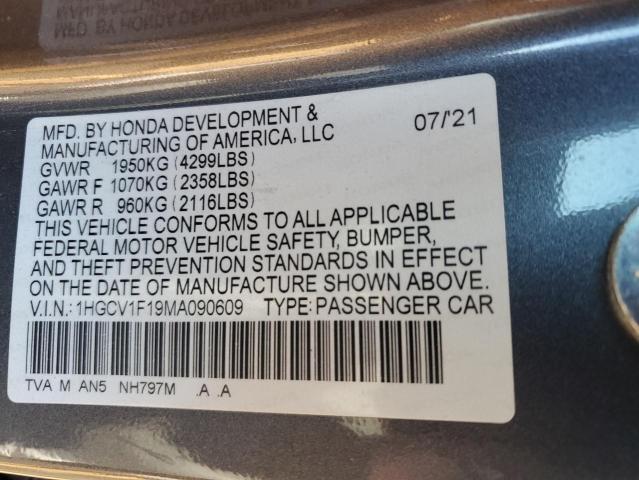 MFD. BY HONDA DEVELOPMENT &
MANUFACTURING OF AMERICA, LLC 07/'21
GVWR 1950KG (4299LBS)
GAWR F 1070KG (2358LBS)
GAWR R 960KG (2116LBS)
THIS VEHICLE CONFORMS TO ALL APPLICABLE
FEDERAL MOTOR VEHICLE SAFETY, BUMPER,
AND THEFT PREVENTION STANDARDS IN EFFECT
ON THE DATE OF MANUFACTURE SHOWN ABOVE.
V.I.N.: 1HGCV1F19MA090609 TYPE: PASSENGER CAR
TVA M AN5 NH797M .A .A